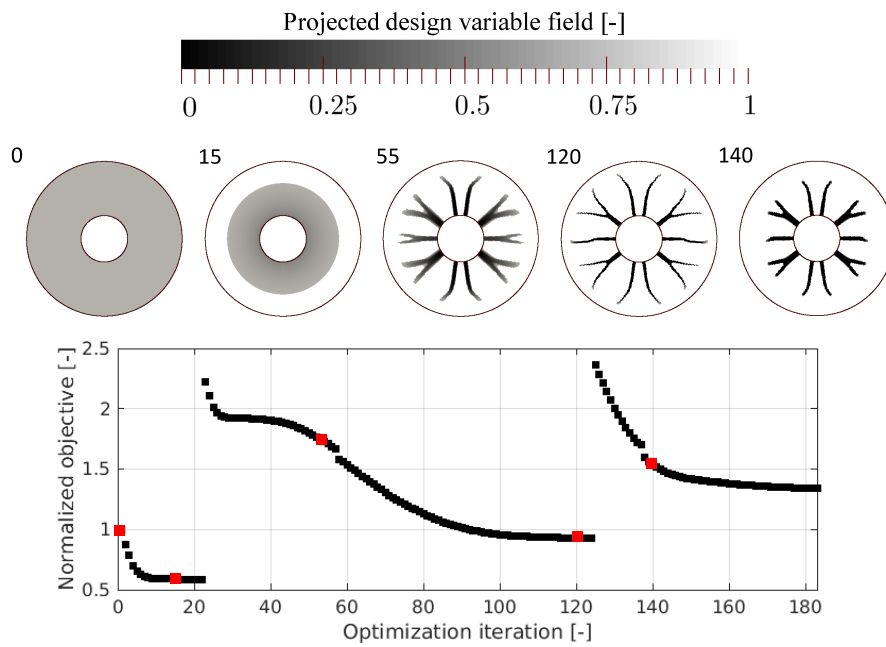 Projected design variable field [-]
0 0.25 0.5 0.75 1
0 15 55 120 140
2.5
2
1.5
1
0.5
Normalized objective [-]
0 20 40 60 80 100 120 140 160 180
Optimization iteration [-]